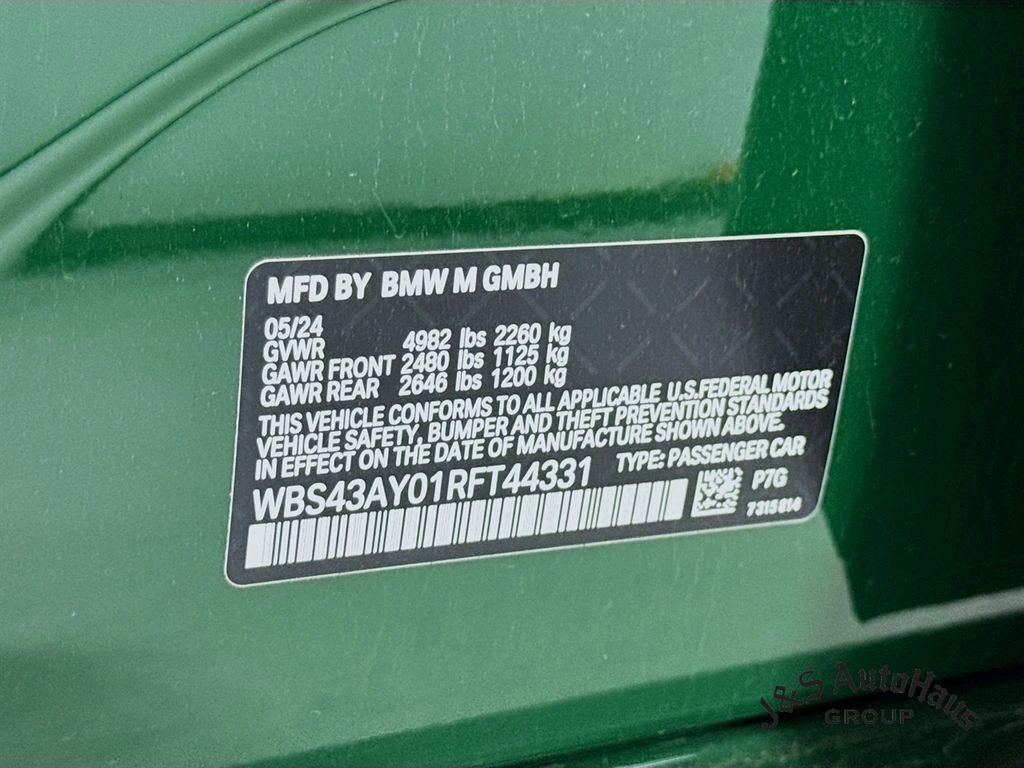 MFD BY BMW M GMBH
05/24
GVWR 4982 lbs 2260 kg
GAWR FRONT 2480 lbs 1125 kg
GAWR REAR 2646 lbs 1200 kg
THIS VEHICLE CONFORMS TO ALL APPLICABLE U.S.FEDERAL MOTOR
VEHICLE SAFETY, BUMPER AND THEFT PREVENTION STANDARDS
IN EFFECT ON THE DATE OF MANUFACTURE SHOWN ABOVE.
TYPE: PASSENGER CAR
WBS43AY01RFT44331
P7G
7315814
J&S AutoHaus
GROUP